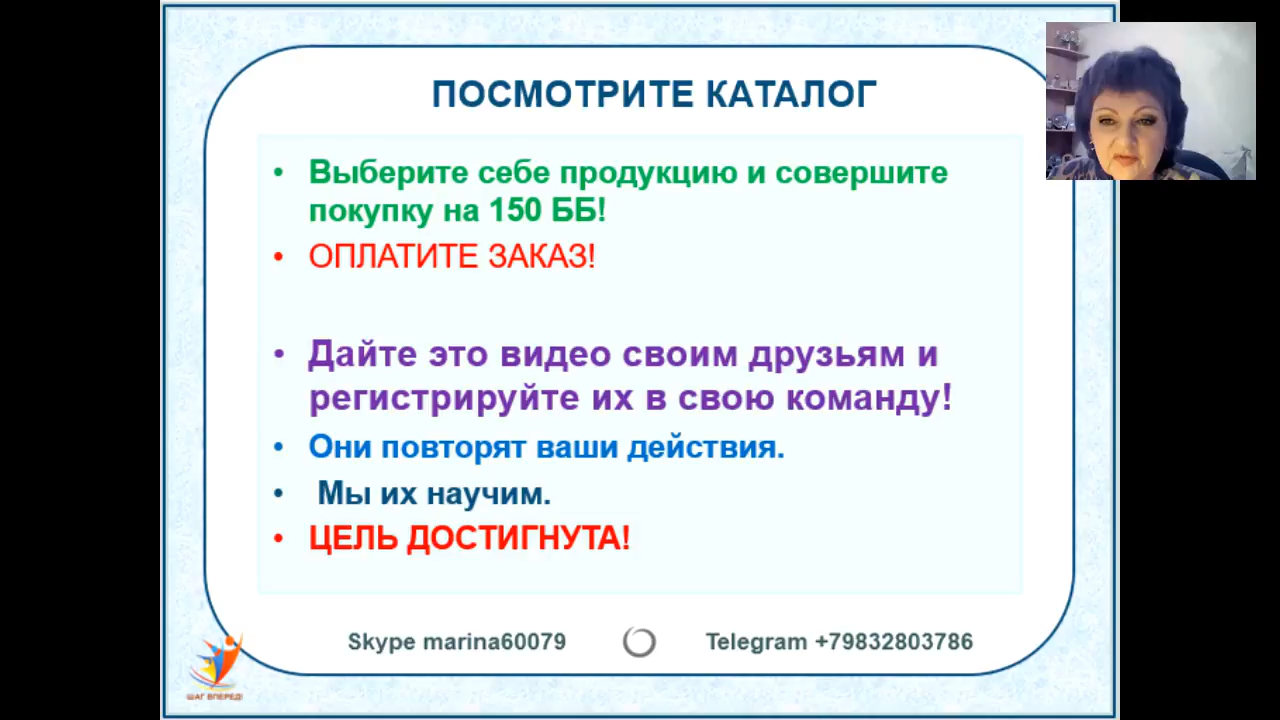 ПОСМОТРИТЕ КАТАЛОГ
• Выберите себе продукцию и совершите
покупку на 150 ББ!
• ОПЛАТИТЕ ЗАКАЗ!
• Дайте это видео своим друзьям и
регистрируйте их в свою команду!
• Они повторят ваши действия.
• Мы их научим.
• ЦЕЛЬ ДОСТИГНУТА!
Skype marina60079
Telegram +79832803786
ШАГ ВПЕРЕД!